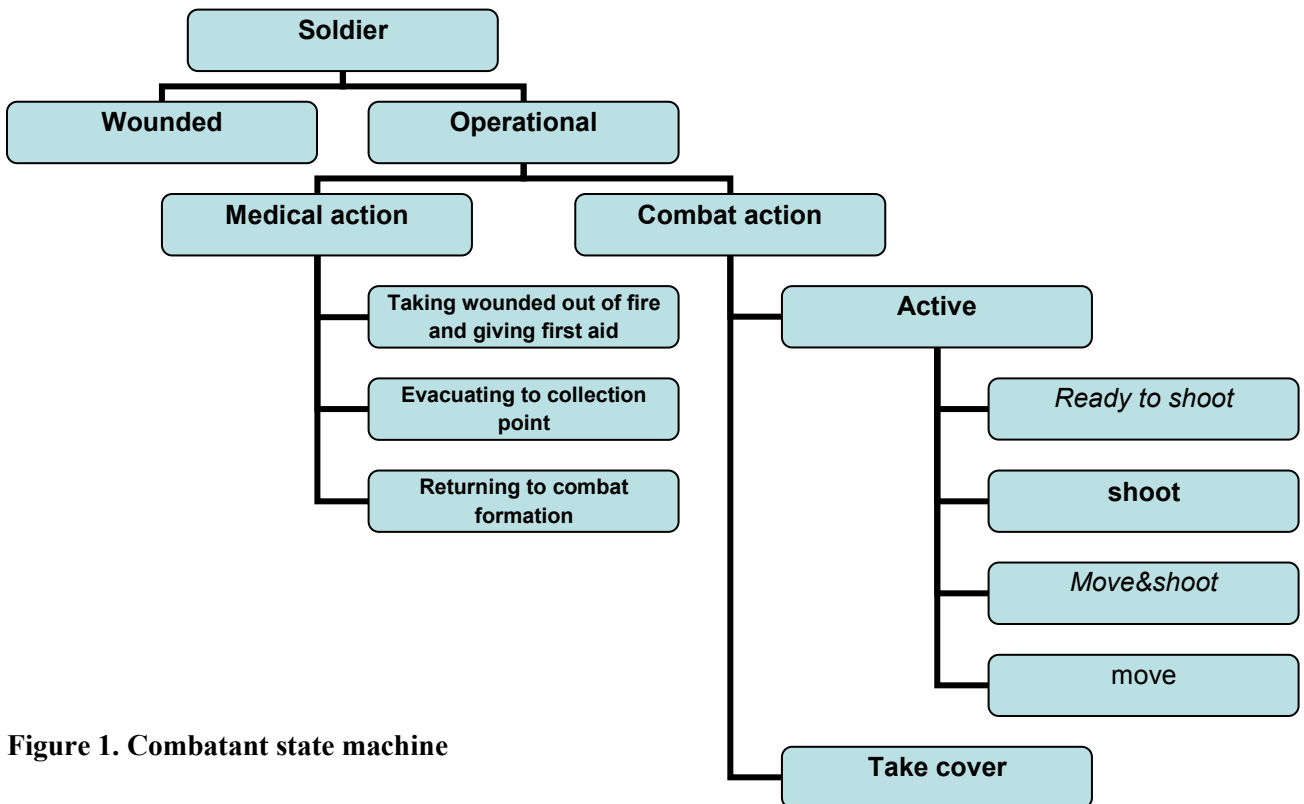 Soldier
Wounded
Operational
Medical action
Combat action
Taking wounded out of fire
and giving first aid
Active
Evacuating to collection
point
Ready to shoot
Returning to combat
formation
shoot
Move&shoot
move
Figure 1. Combatant state machine
Take cover